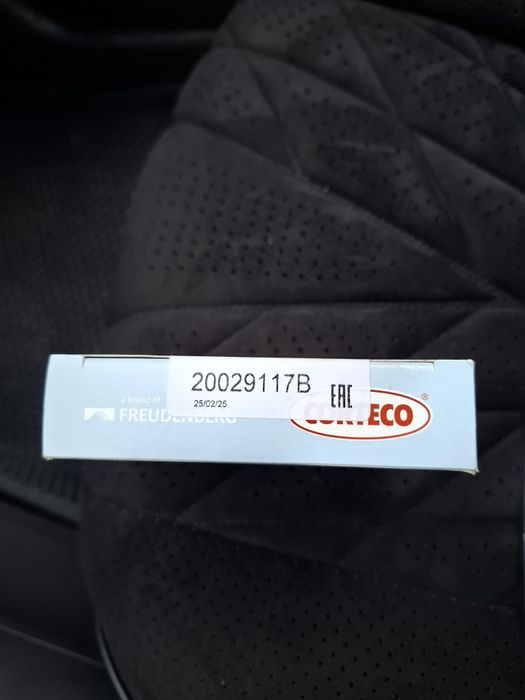 20029117B
25/02/25
EAC
a brand of
FREUDENBERG
CORTECO®